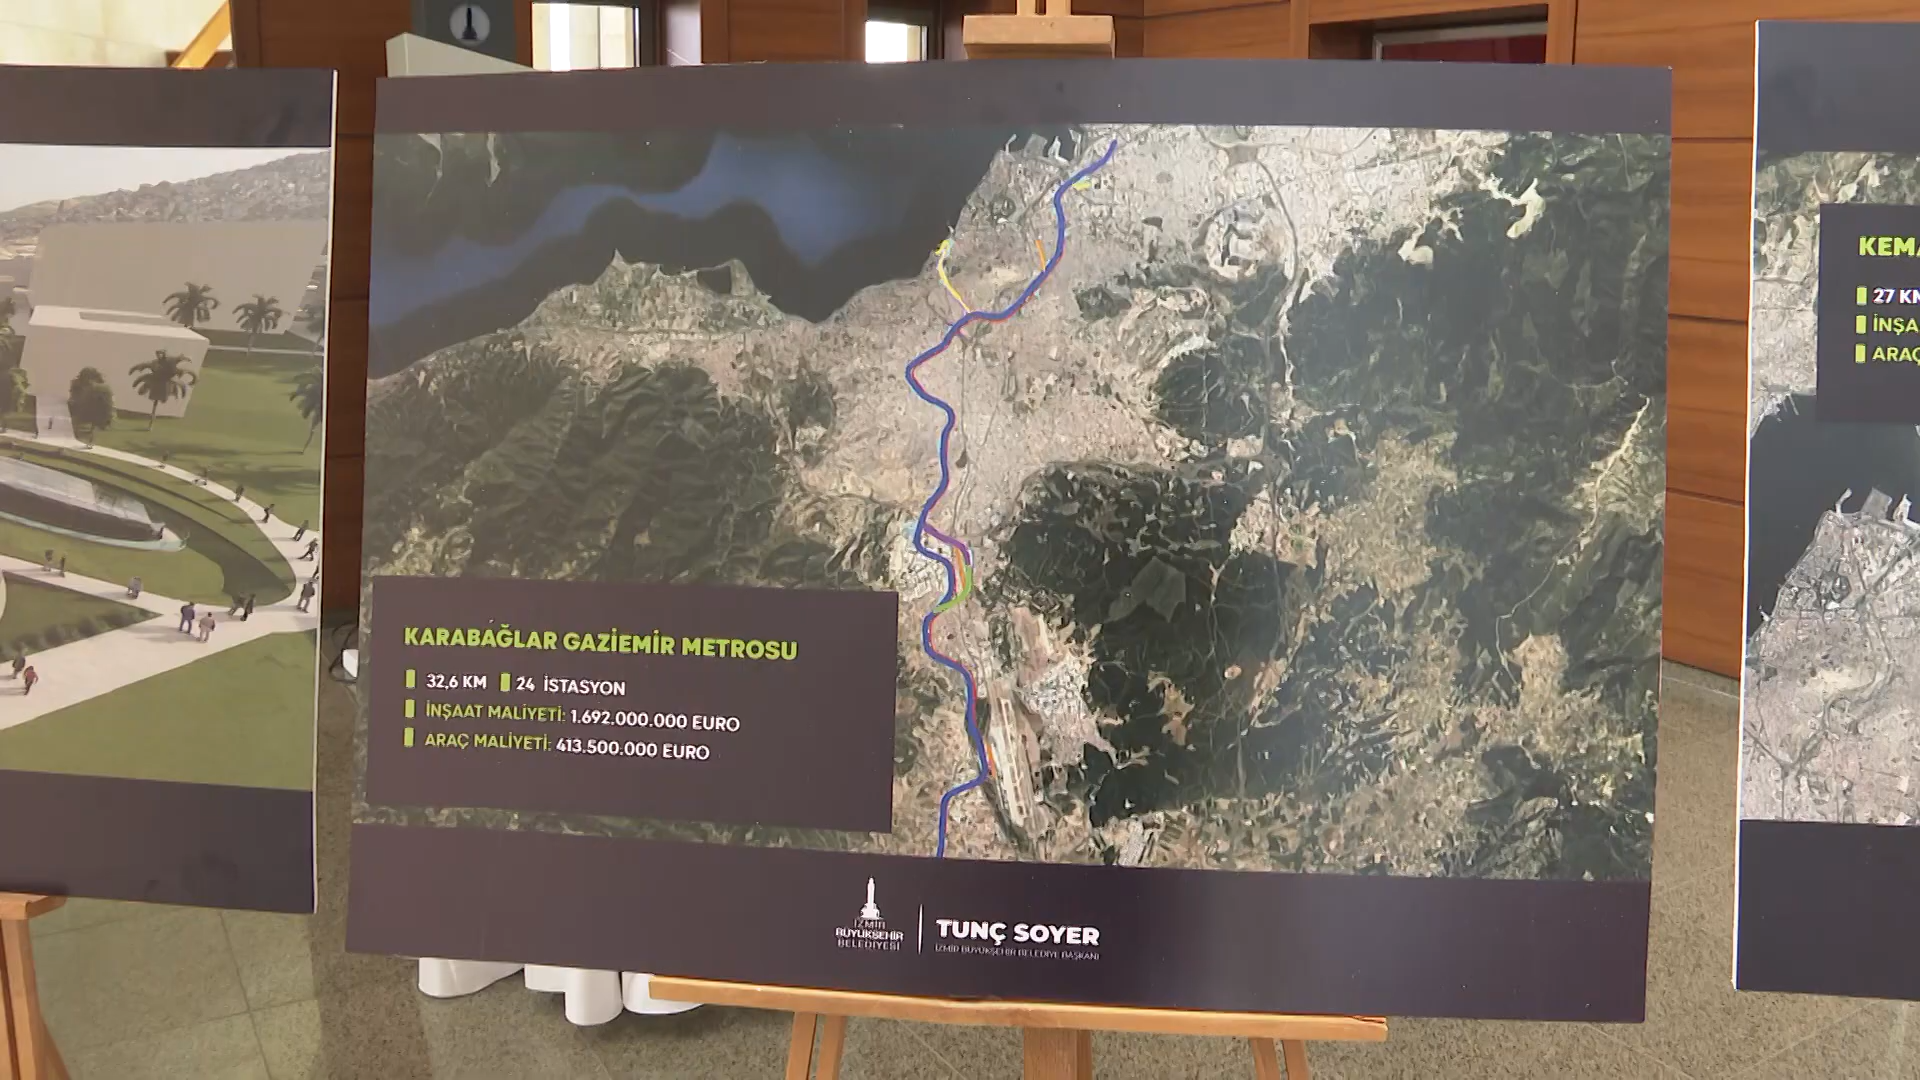 KARABAĞLAR GAZİEMİR METROSU
32,6 KM 24 İSTASYON
İNŞAAT MALİYETİ: 1.692.000.000 EURO
ARAÇ MALİYETİ: 413.500.000 EURO
İZMİR
BÜYÜKŞEHİR
BELEDİYESİ
TUNÇ SOYER
İZMİR BÜYÜKŞEHİR BELEDİYE BAŞKANI
KEMA
27 KM
İNŞA
ARAÇ